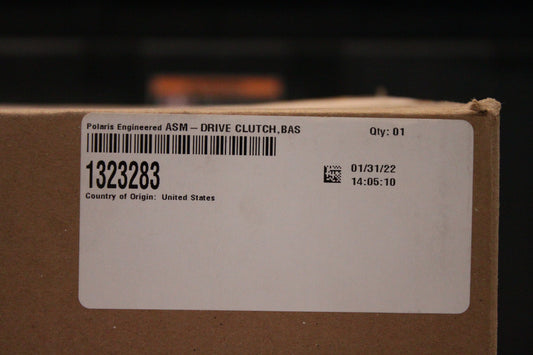 Polaris Engineered ASM - DRIVE CLUTCH,BAS Qty: 01
1323283
01/31/22
14:05:10
Country of Origin: United States